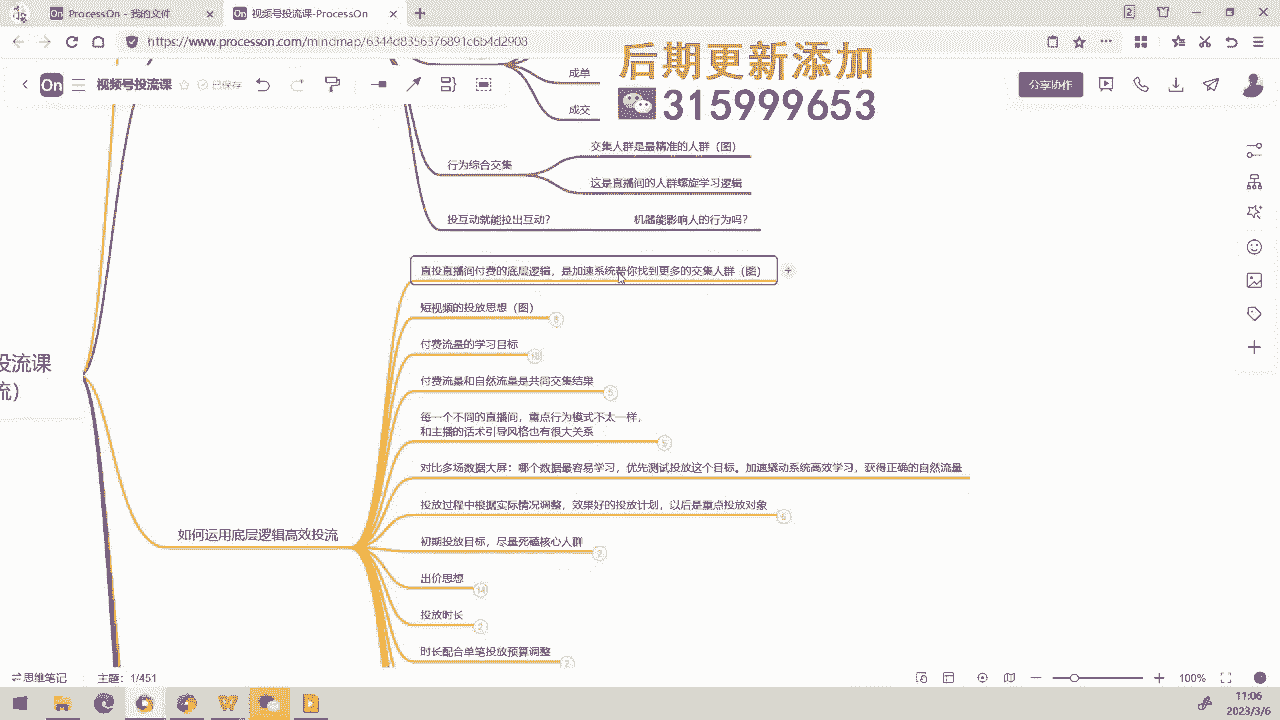 ProcessOn - 我的文件
视频号投流课-ProcessOn
2
后期更新添加
315999653
On
视频号投流课
已保存
分享协作
成单
成交
行为综合交集
交集人群是最精准的人群（图）
这是直播间的人群螺旋学习逻辑
投互动就能拉出互动？
机器能影响人的行为吗？
直投直播间付费的底层逻辑，是加速系统帮你找到更多的交集人群（图）
短视频的投放思想（图）
付费流量的学习目标
付费流量和自然流量是共同交集结果
5
每一个不同的直播间，重点行为模式不太一样，
和主播的话术引导风格也有很大关系
对比多场数据大屏：哪个数据最容易学习，优先测试投放这个目标。加速撬动系统高效学习，获得正确的自然流量
投放过程中根据实际情况调整，效果好的投放计划，以后是重点投放对象
如何运用底层逻辑高效投流
初期投放目标，尽量死磕核心人群
出价思想
14
投放时长
2
时长配合单笔投放预算调整
2
投流课
流）
思维笔记
100%
11:06
2023/3/6